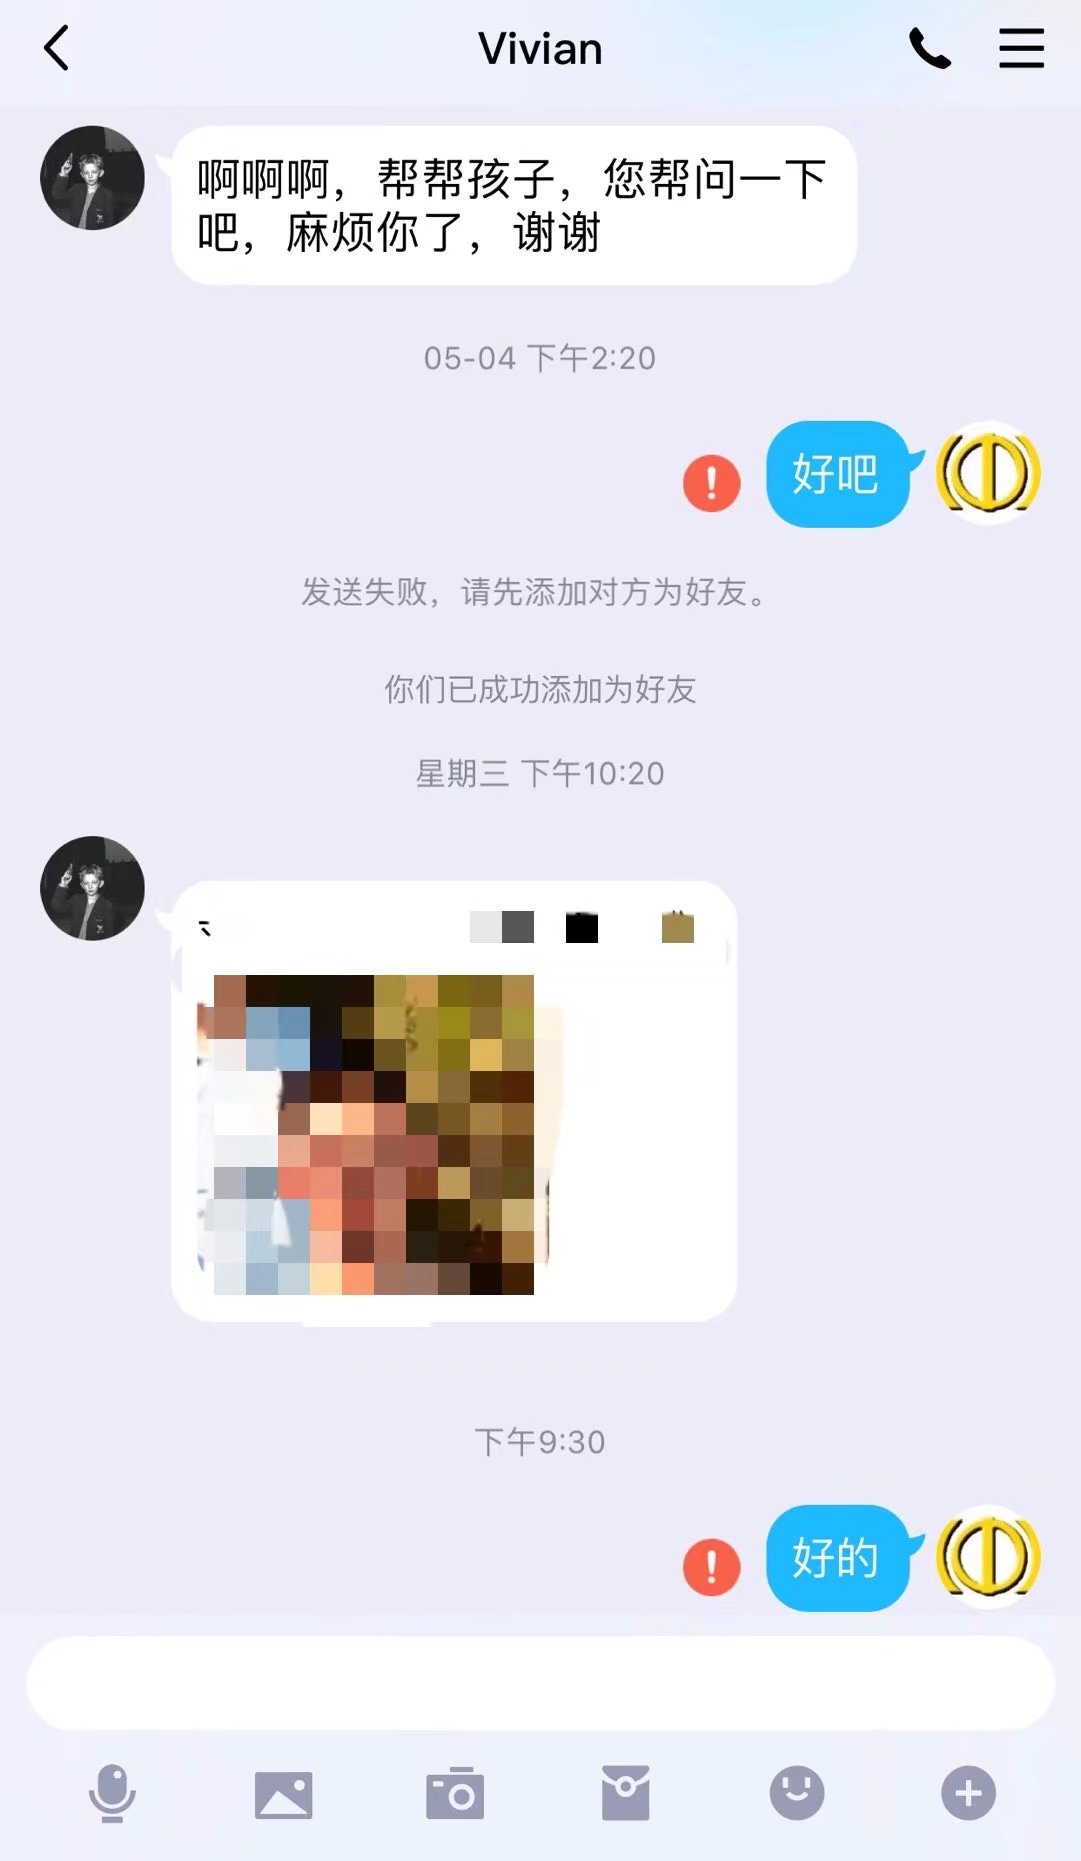 Vivian
啊啊啊，帮帮孩子，您帮问一下
吧，麻烦你了，谢谢
05-04 下午2:20
好吧
发送失败，请先添加对方为好友。
你们已成功添加为好友
星期三 下午10:20
下午9:30
好的